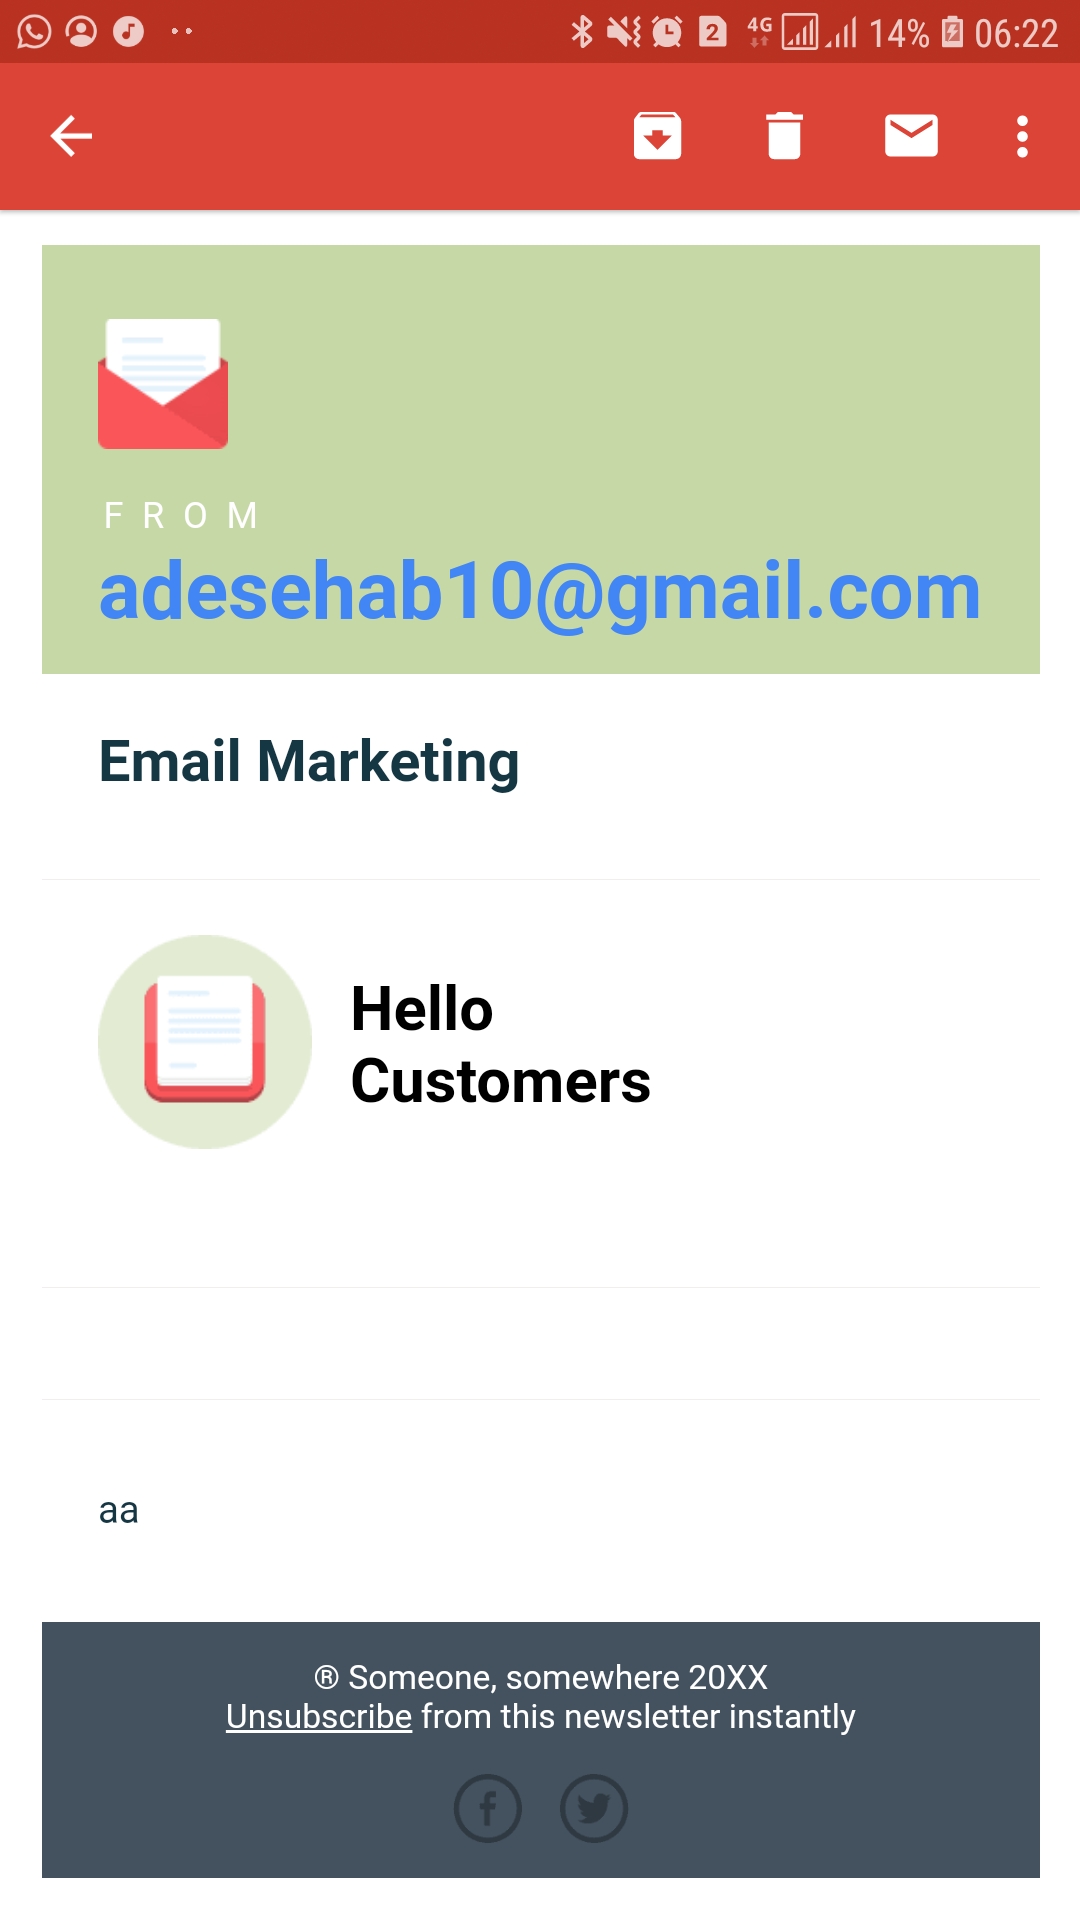 2 4G 14% 06:22
FROM
adesehab10@gmail.com
Email Marketing
Hello
Customers
aa
® Someone, somewhere 20XX
Unsubscribe from this newsletter instantly